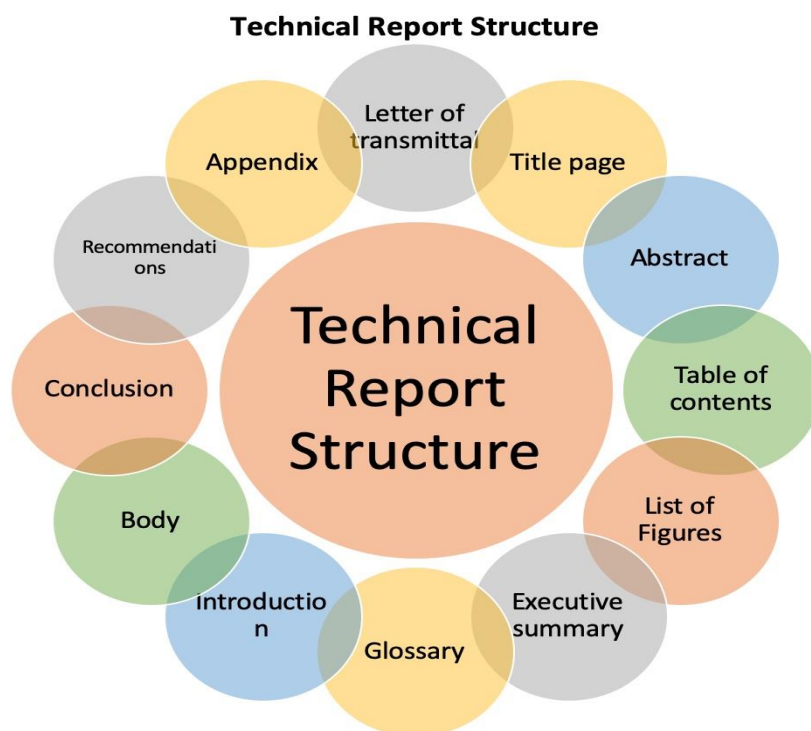 Technical Report Structure
Letter of
transmittal
Title page
Abstract
Table of
contents
List of
Figures
Executive
summary
Glossary
Introductio
n
Body
Conclusion
Recommendati
ons
Appendix
Technical
Report
Structure